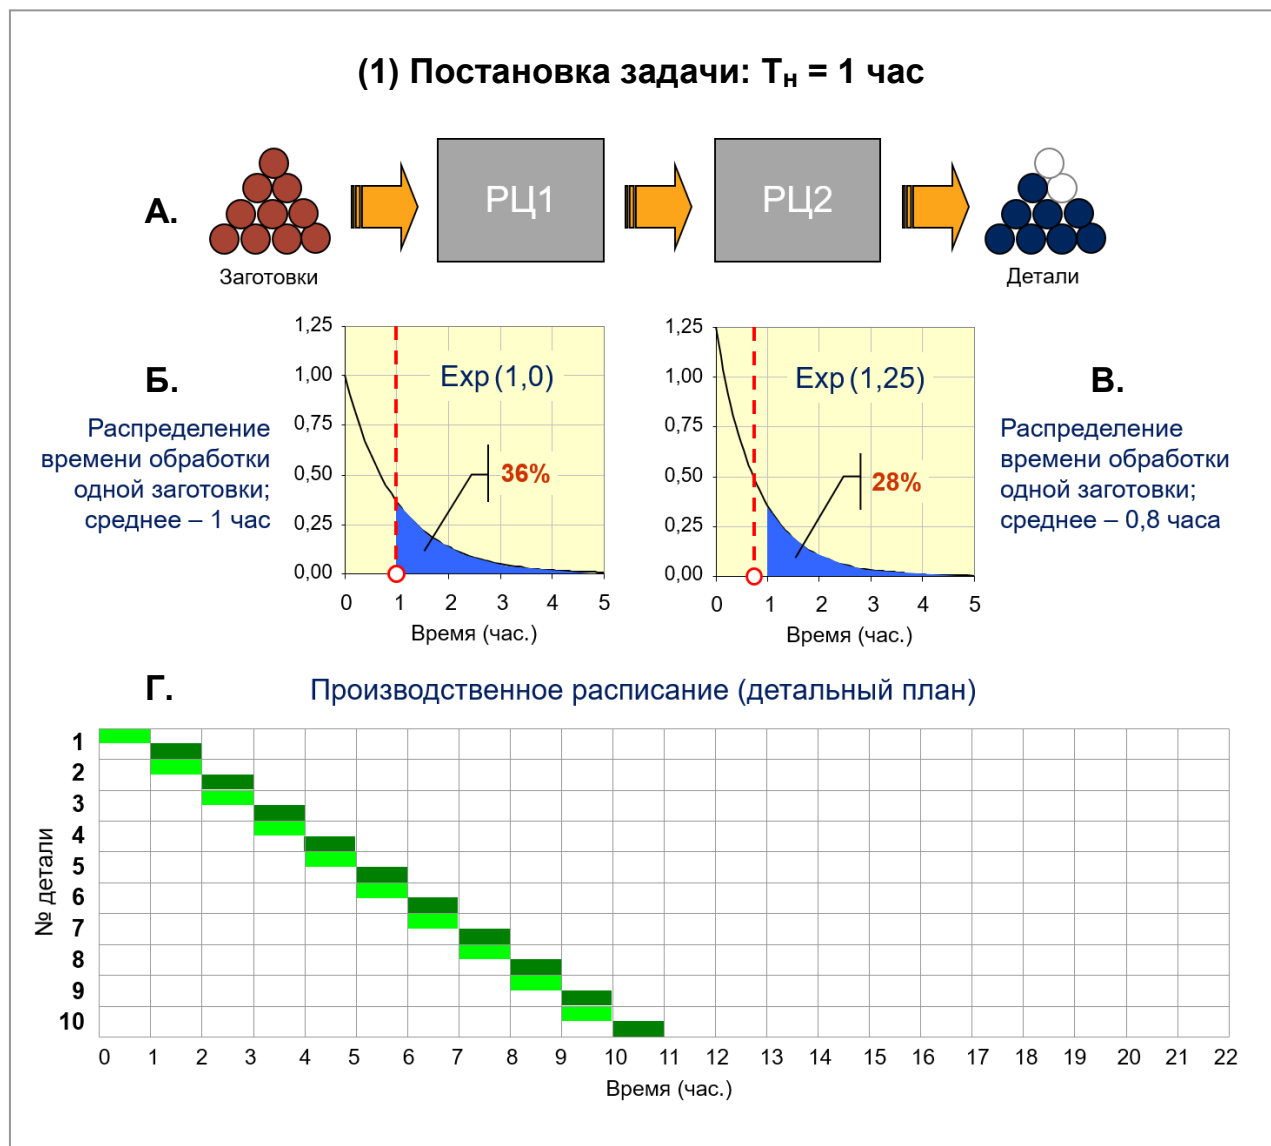 (1) Постановка задачи: Tн = 1 час
А.
РЦ1
РЦ2
Заготовки
Детали
Б.
Распределение
времени обработки
одной заготовки;
среднее – 1 час
1,25
1,00
0,75
0,50
0,25
0,00
Exp (1,0)
36%
0 1 2 3 4 5
Время (час.)
1,25
1,00
0,75
0,50
0,25
0,00
Exp (1,25)
28%
0 1 2 3 4 5
Время (час.)
В.
Распределение
времени обработки
одной заготовки;
среднее – 0,8 часа
Г.
Производственное расписание (детальный план)
№ детали
1
2
3
4
5
6
7
8
9
10
0 1 2 3 4 5 6 7 8 9 10 11 12 13 14 15 16 17 18 19 20 21 22
Время (час.)